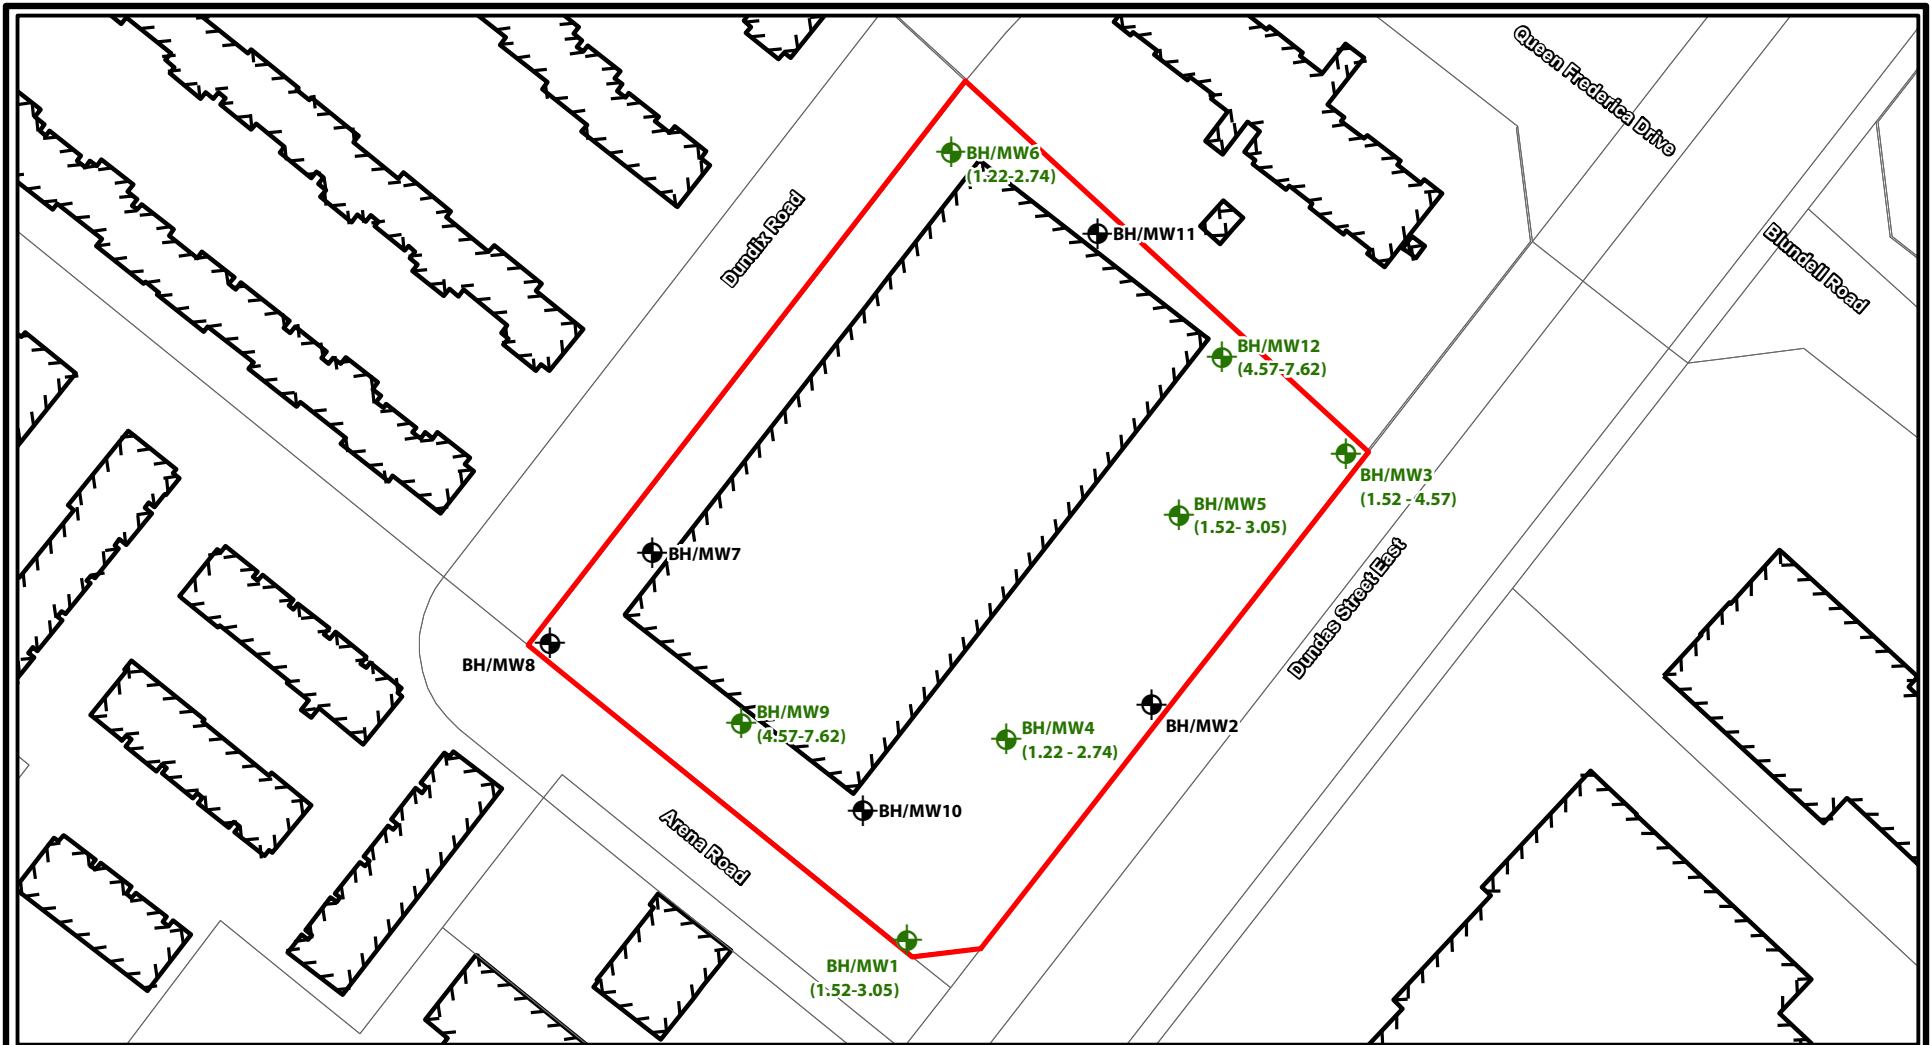 Queen Frederica Drive
BH/MW6
(1.22-2.74)
Dundix Road
BH/MW11
Blundell Road
BH/MW12
(4.57-7.62)
BH/MW3
(1.52 - 4.57)
BH/MW5
(1.52- 3.05)
BH/MW7
Dundas Street East
BH/MW8
BH/MW9
(4.57-7.62)
BH/MW4
(1.22 - 2.74)
BH/MW2
BH/MW10
Arena Road
BH/MW1
(1.52-3.05)